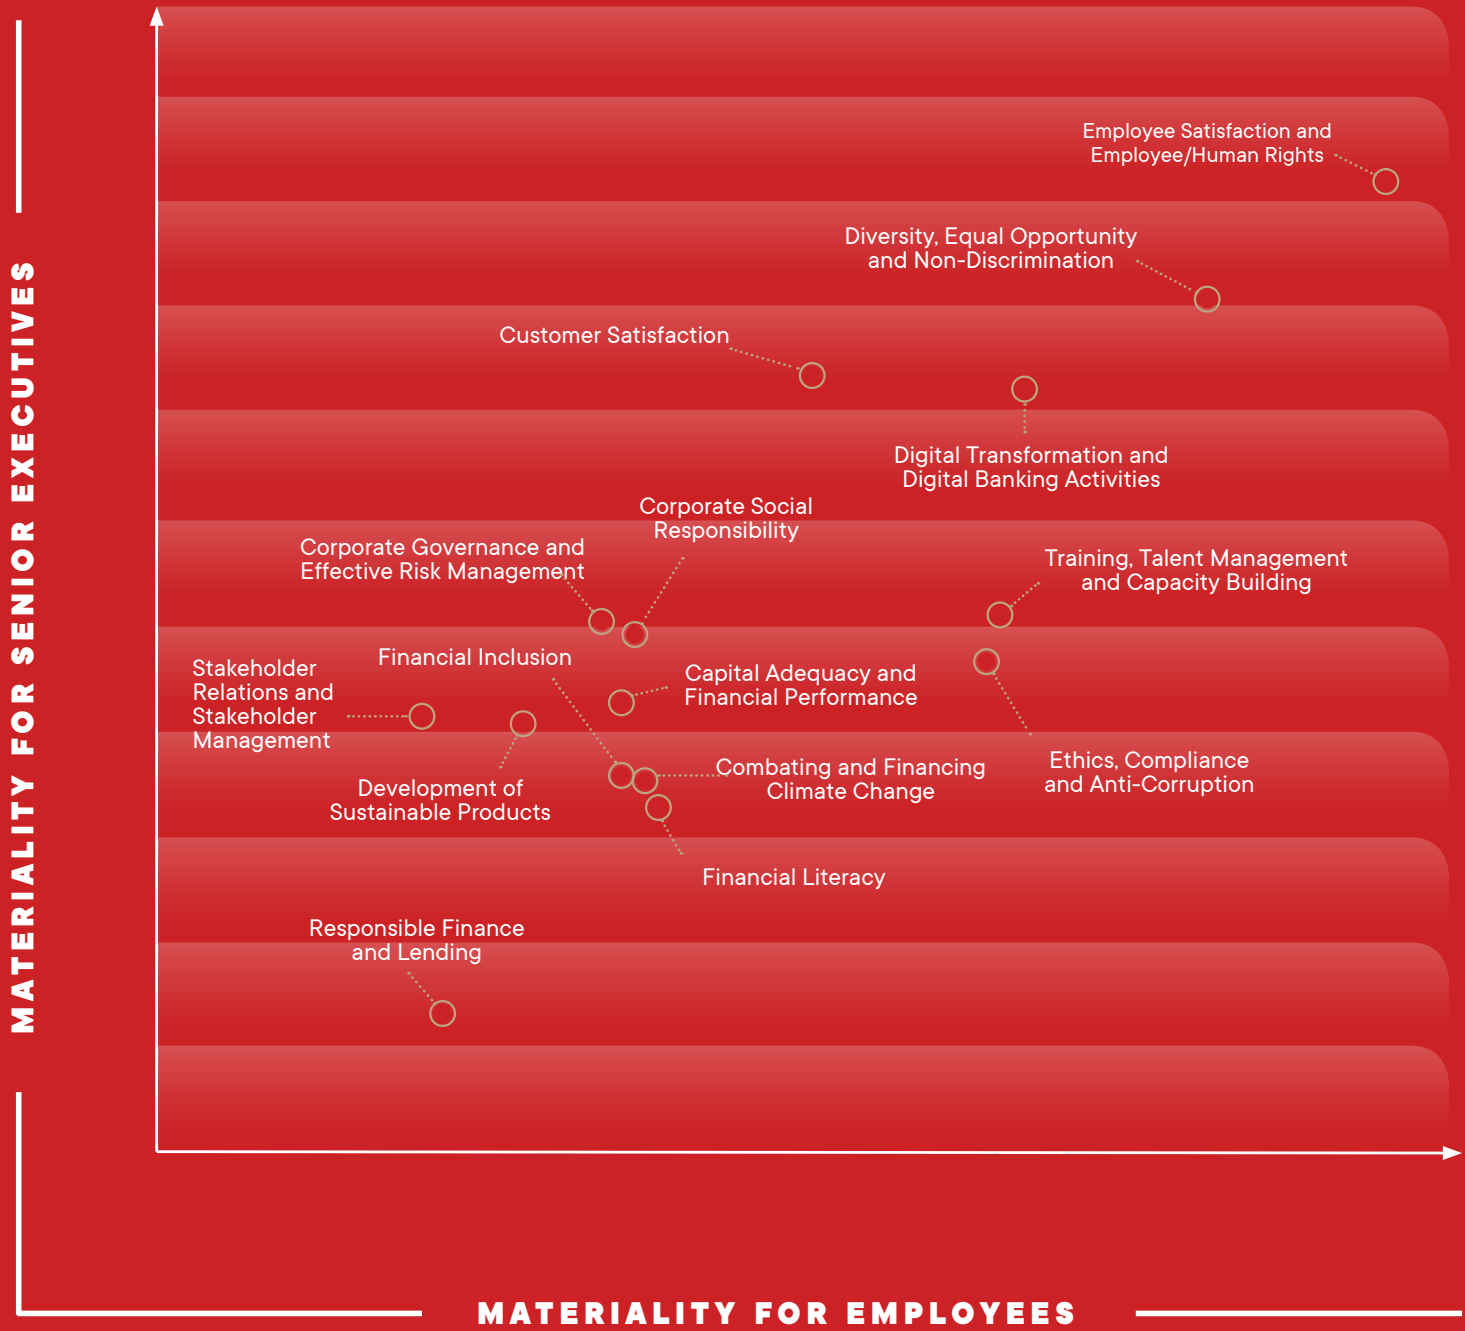 MATERIALITY FOR SENIOR EXECUTIVES
Employee Satisfaction and
Employee/Human Rights
Diversity, Equal Opportunity
and Non-Discrimination
Customer Satisfaction
Digital Transformation and
Digital Banking Activities
Corporate Social
Responsibility
Corporate Governance and
Effective Risk Management
Training, Talent Management
and Capacity Building
Financial Inclusion
Stakeholder
Relations and
Stakeholder
Management
Capital Adequacy and
Financial Performance
Ethics, Compliance
and Anti-Corruption
Combating and Financing
Climate Change
Development of
Sustainable Products
Financial Literacy
Responsible Finance
and Lending
MATERIALITY FOR EMPLOYEES